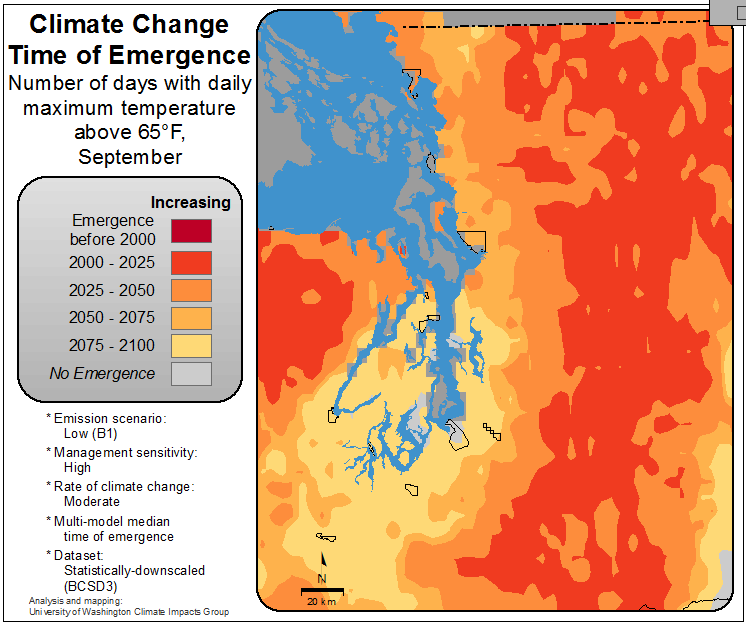 Climate Change
Time of Emergence
Number of days with daily
maximum temperature
above 65°F,
September
Increasing
Emergence
before 2000
2000 - 2025
2025 - 2050
2050 - 2075
2075 - 2100
No Emergence
* Emission scenario:
Low (B1)
* Management sensitivity:
High
* Rate of climate change:
Moderate
* Multi-model median
time of emergence
* Dataset:
Statistically-downscaled
(BCSD3)
Analysis and mapping:
University of Washington Climate Impacts Group
N
20 km